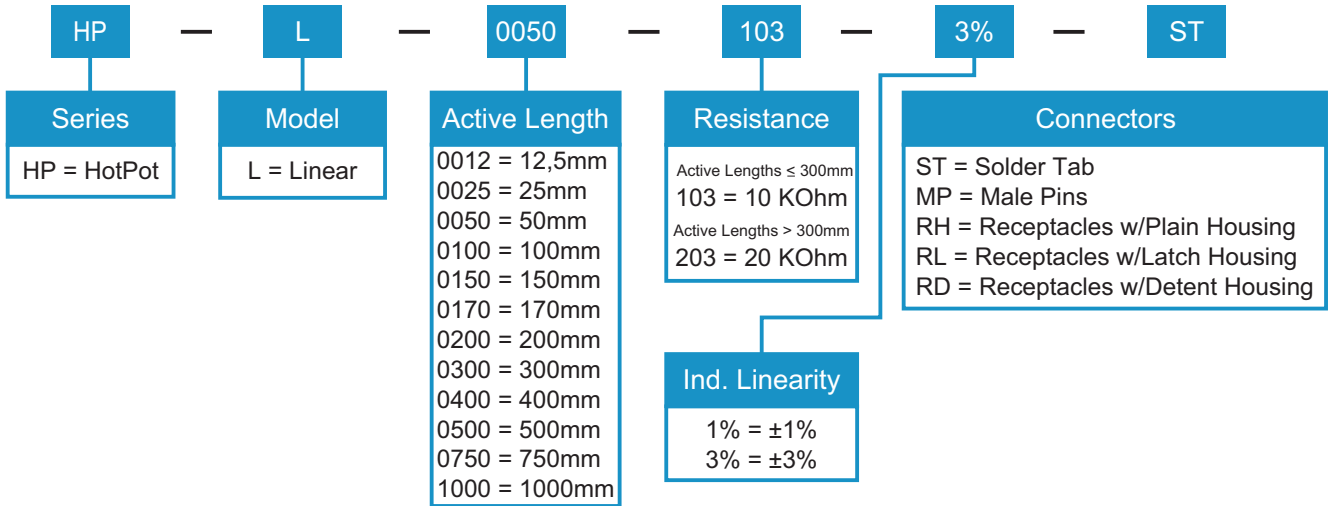 HP — L — 0050 — 103 — 3% — ST
Series
HP = HotPot
Model
L = Linear
Active Length
0012 = 12,5mm
0025 = 25mm
0050 = 50mm
0100 = 100mm
0150 = 150mm
0170 = 170mm
0200 = 200mm
0300 = 300mm
0400 = 400mm
0500 = 500mm
0750 = 750mm
1000 = 1000mm
Resistance
Active Lengths ≤ 300mm
103 = 10 KOhm
Active Lengths > 300mm
203 = 20 KOhm
Ind. Linearity
1% = ±1%
3% = ±3%
Connectors
ST = Solder Tab
MP = Male Pins
RH = Receptacles w/Plain Housing
RL = Receptacles w/Latch Housing
RD = Receptacles w/Detent Housing